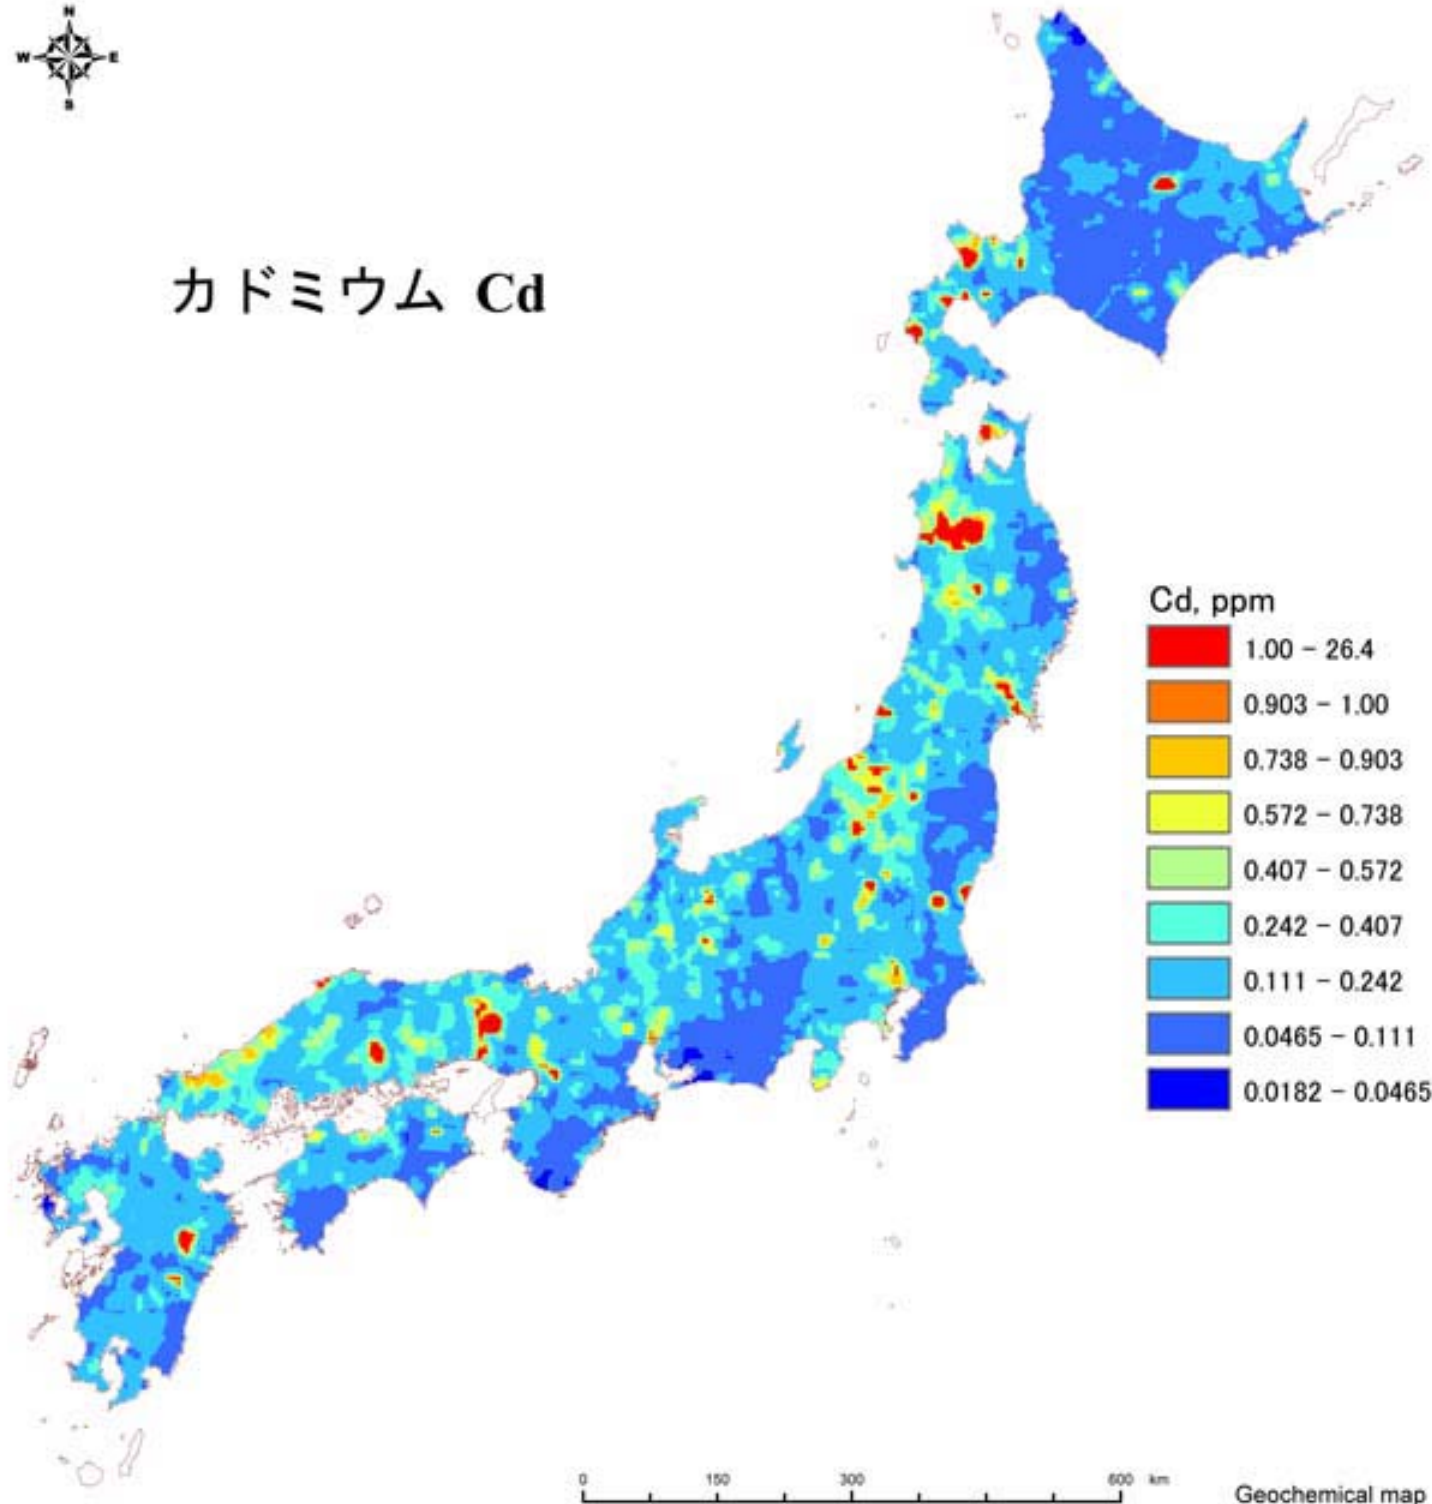 N
W E
S
カドミウム Cd
Cd, ppm
1.00 - 26.4
0.903 - 1.00
0.738 - 0.903
0.572 - 0.738
0.407 - 0.572
0.242 - 0.407
0.111 - 0.242
0.0465 - 0.111
0.0182 - 0.0465
0 150 300 600 km
Geochemical map